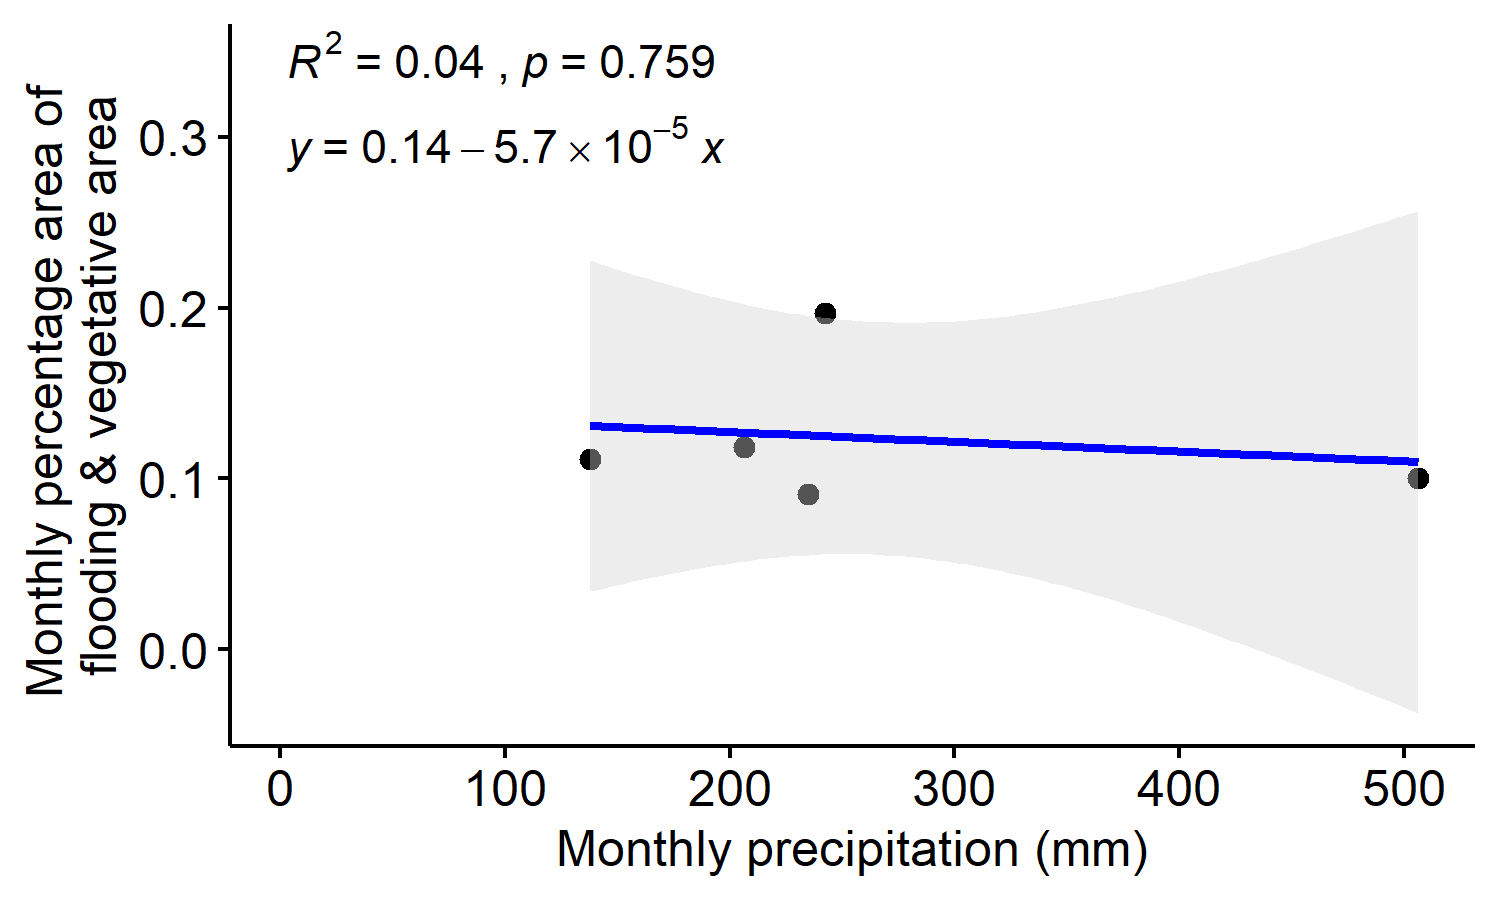 R² = 0.04 , p = 0.759
y = 0.14 − 5.7 × 10⁻⁵ x
Monthly percentage area of
flooding & vegetative area
0.3
0.2
0.1
0.0
0 100 200 300 400 500
Monthly precipitation (mm)